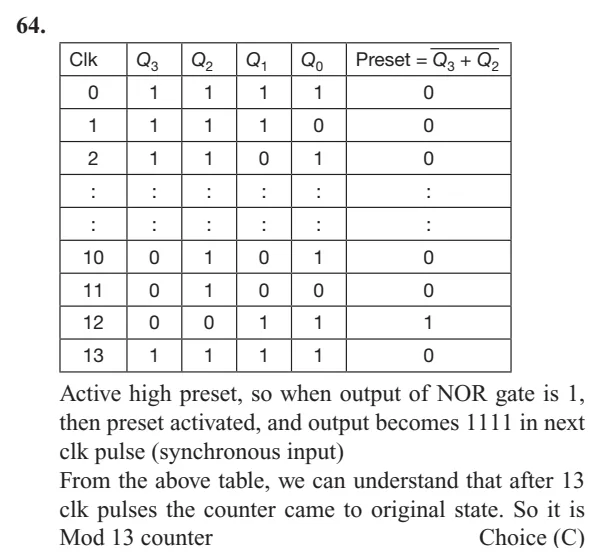 64.
Clk Q3 Q2 Q1 Q0 Preset = \overline{Q3 + Q2}
0 1 1 1 1 0
1 1 1 1 0 0
2 1 1 0 1 0
: : : : : :
: : : : : :
10 0 1 0 1 0
11 0 1 0 0 0
12 0 0 1 1 1
13 1 1 1 1 0
Active high preset, so when output of NOR gate is 1,
then preset activated, and output becomes 1111 in next
clk pulse (synchronous input)
From the above table, we can understand that after 13
clk pulses the counter came to original state. So it is
Mod 13 counter Choice (C)